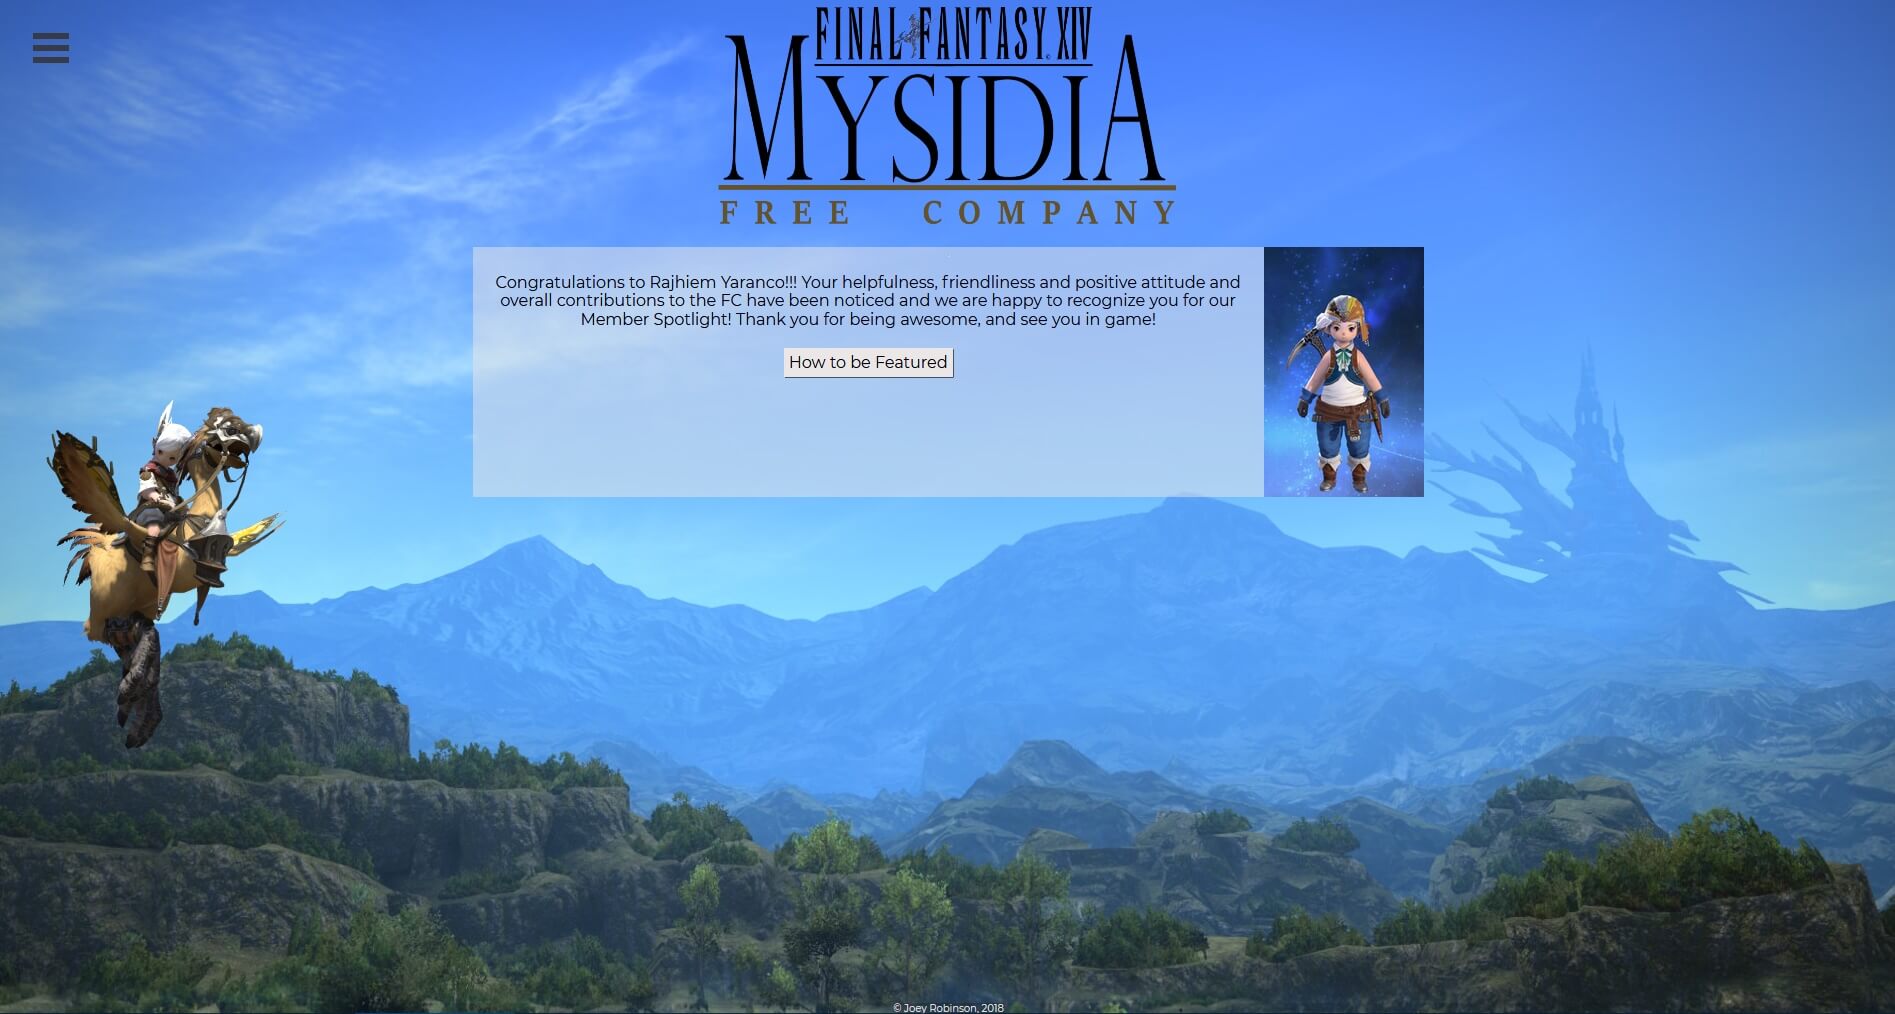 FINAL FANTASY XIV
MYSIDIA
FREE COMPANY
Congratulations to Rajhiem Yaranco!!! Your helpfulness, friendliness and positive attitude and
overall contributions to the FC have been noticed and we are happy to recognize you for our
Member Spotlight! Thank you for being awesome, and see you in game!
How to be Featured
© Joey Robinson, 2018